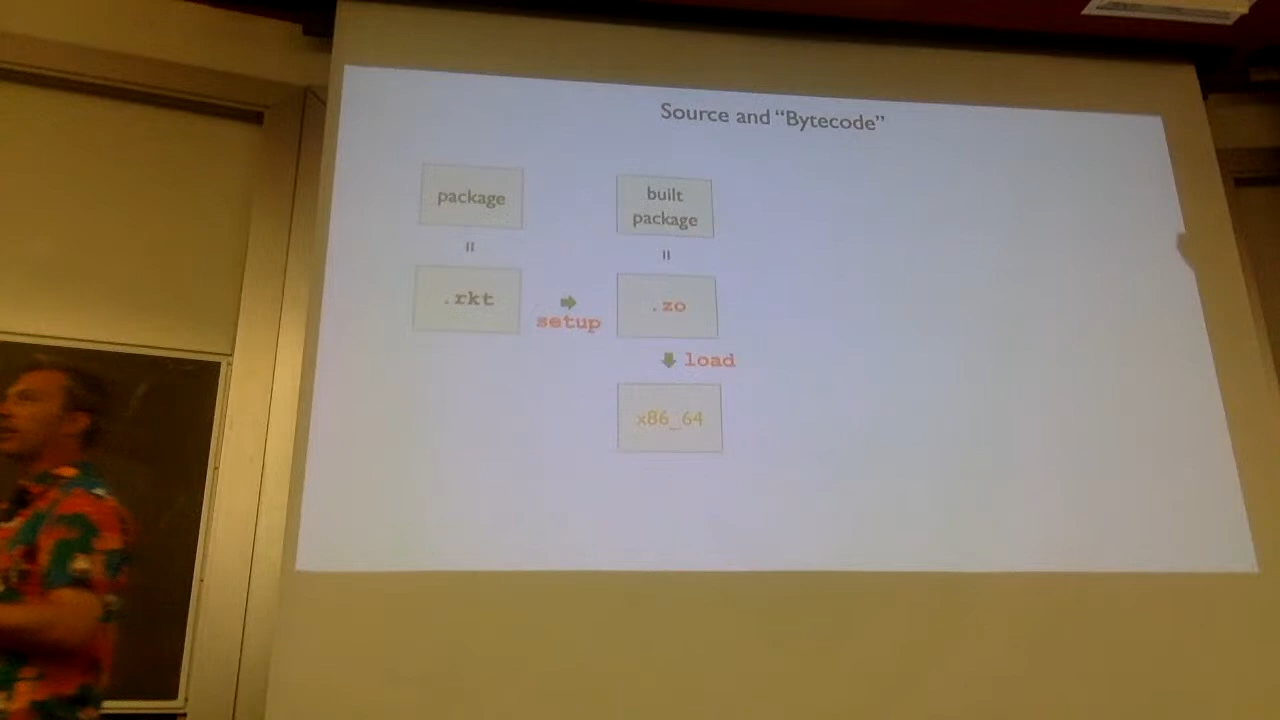 Source and “Bytecode”
package
built
package
=
=
.rkt
setup
.zo
load
x86_64